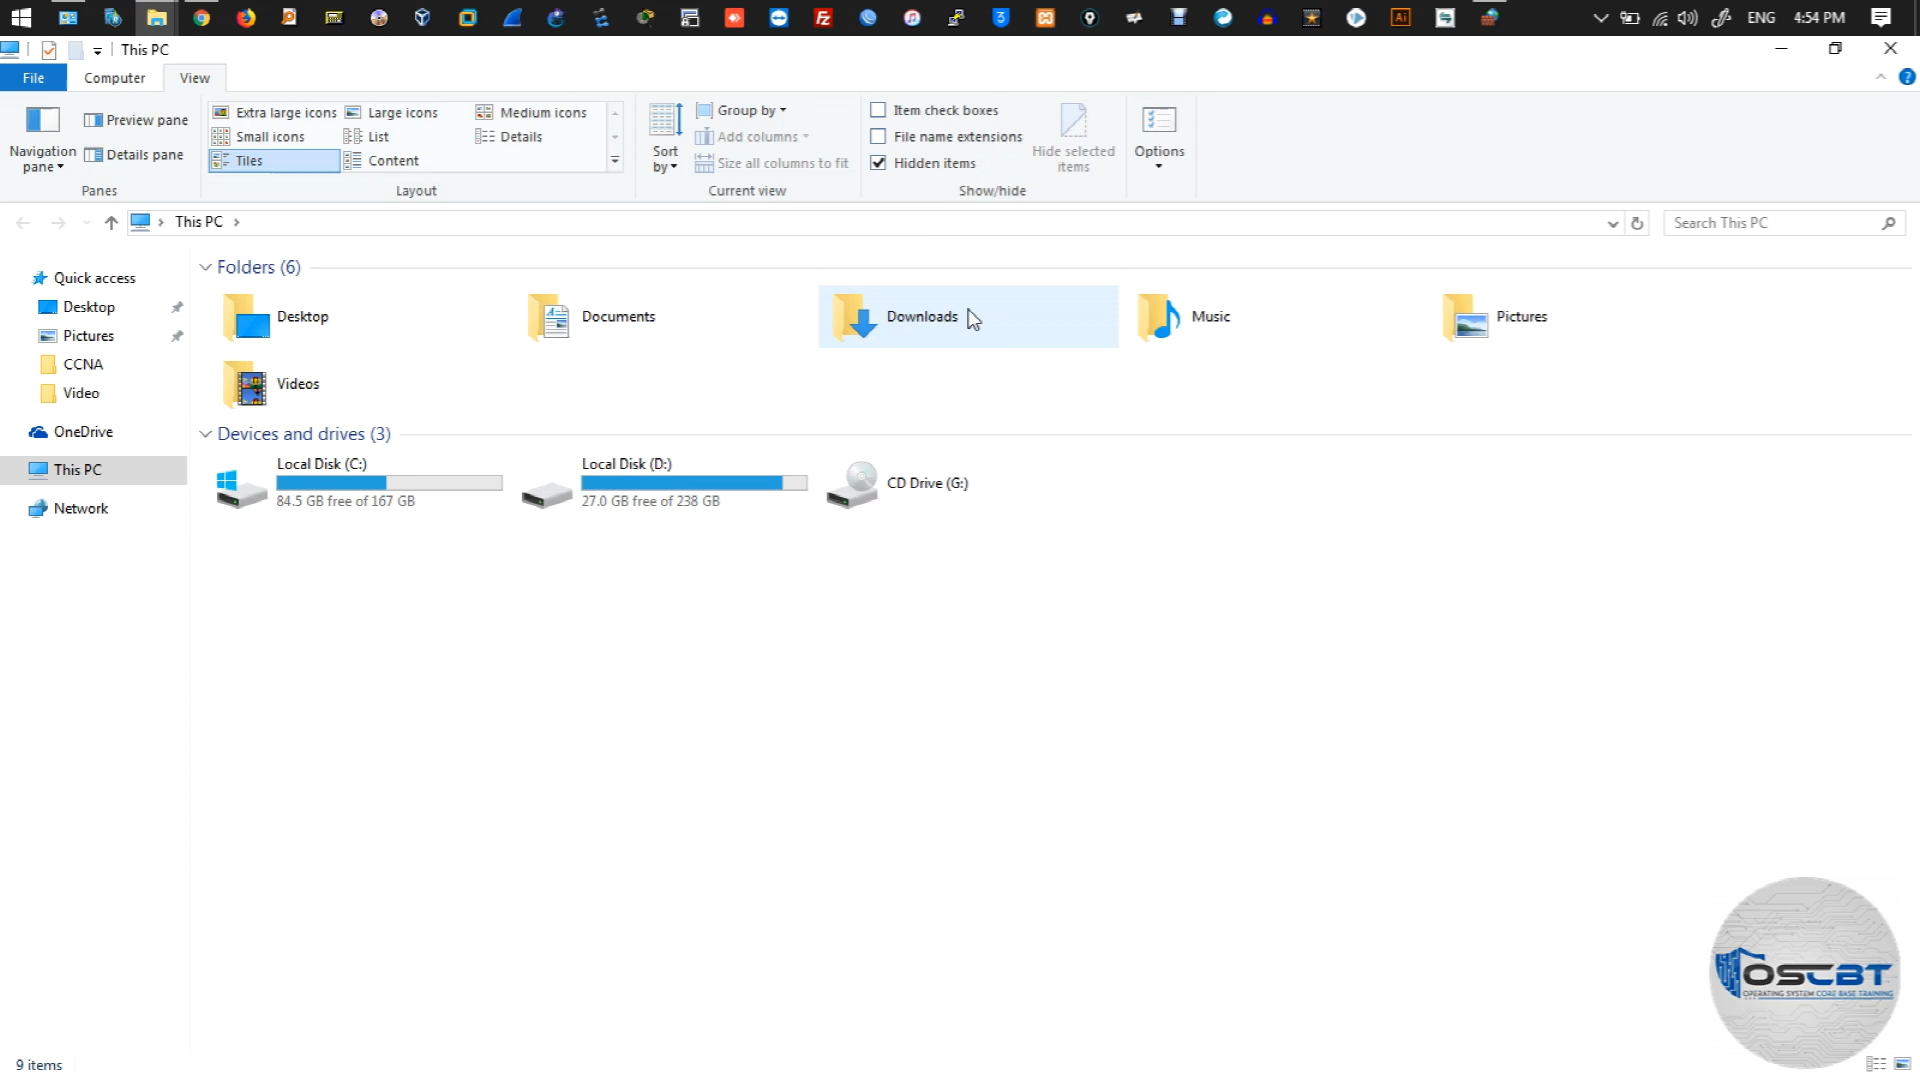 ENG 4:54 PM
This PC
File Computer View
Navigation pane
Preview pane
Details pane
Panes
Extra large icons Large icons Medium icons
Small icons List Details
Tiles Content
Layout
Sort by
Group by
Add columns
Size all columns to fit
Current view
Item check boxes
File name extensions
Hidden items
Hide selected items
Show/hide
Options
This PC
Search This PC
Quick access
Desktop
Pictures
CCNA
Video
OneDrive
This PC
Network
Folders (6)
Desktop Documents Downloads Music Pictures
Videos
Devices and drives (3)
Local Disk (C:)
84.5 GB free of 167 GB
Local Disk (D:)
27.0 GB free of 238 GB
CD Drive (G:)
OSCBT
OPERATING SYSTEM CORE BASE TRAINING
9 items